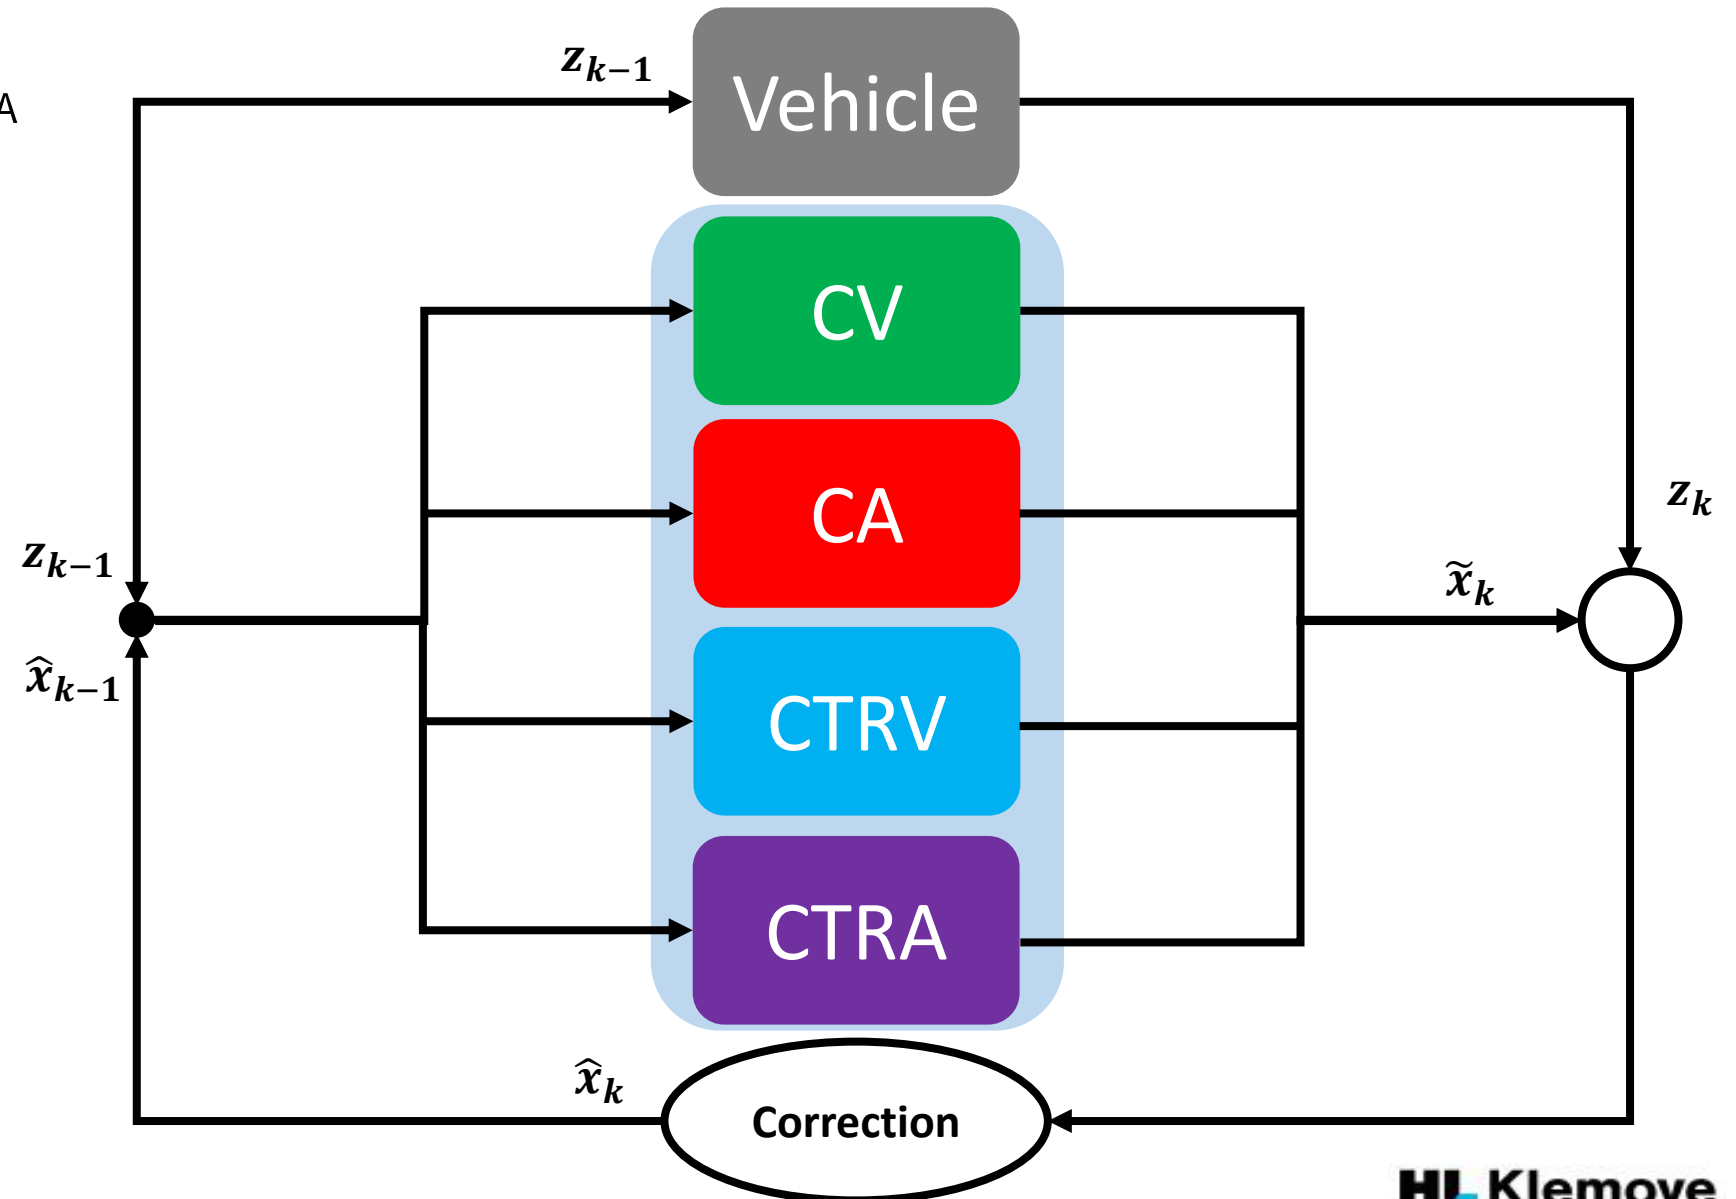 z_{k-1}
Vehicle
A
CV
CA
z_k
z_{k-1}
x̃_k
x̂_{k-1}
CTRV
CTRA
x̂_k
Correction
HL Klemove